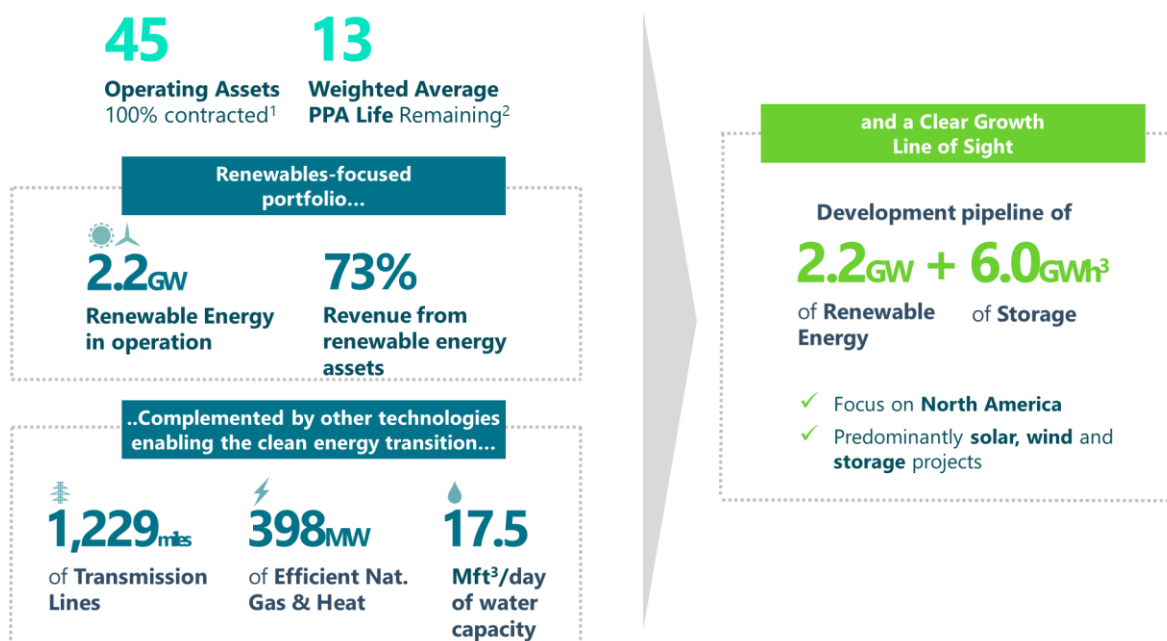 45
Operating Assets
100% contracted¹
13
Weighted Average
PPA Life Remaining²
Renewables-focused
portfolio...
2.2GW
Renewable Energy
in operation
73%
Revenue from
renewable energy
assets
..Complemented by other technologies
enabling the clean energy transition...
1,229miles
of Transmission
Lines
398MW
of Efficient Nat.
Gas & Heat
17.5
Mft³/day
of water
capacity
and a Clear Growth
Line of Sight
Development pipeline of
2.2GW + 6.0GWh³
of Renewable
Energy
of Storage
✓ Focus on North America
✓ Predominantly solar, wind and
storage projects